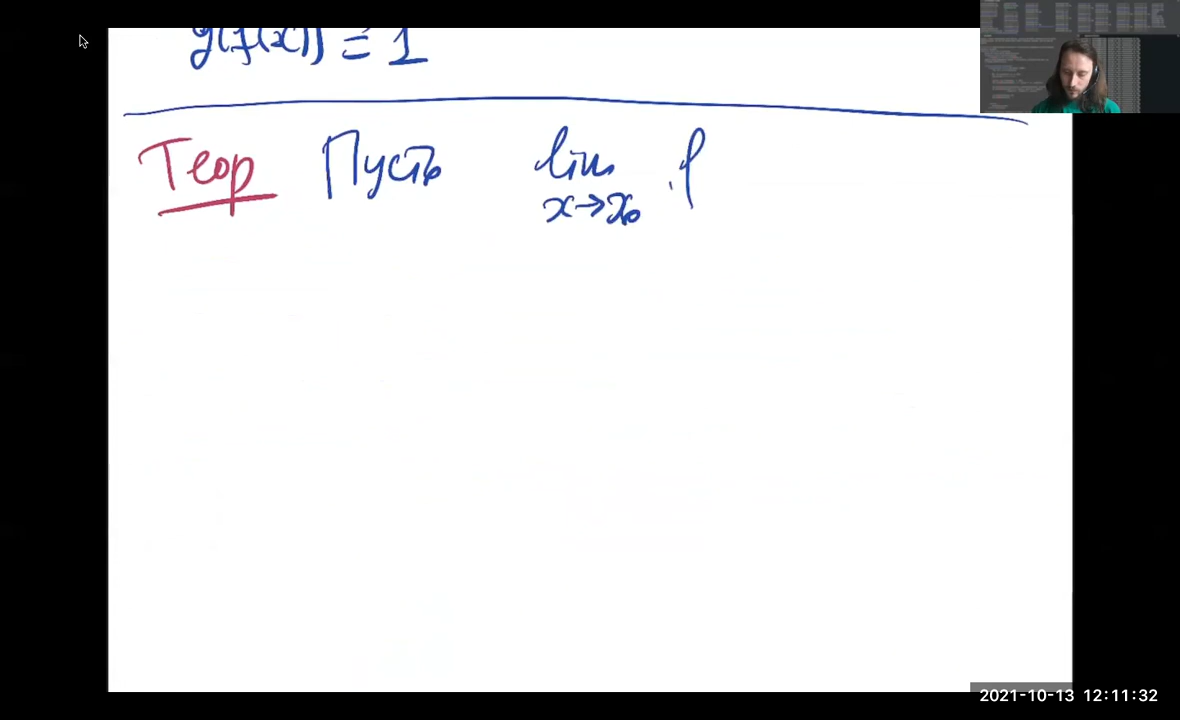 g(f(x)) ≡ 1
Теор Пусть lim f
x→x₀
2021-10-13 12:11:32